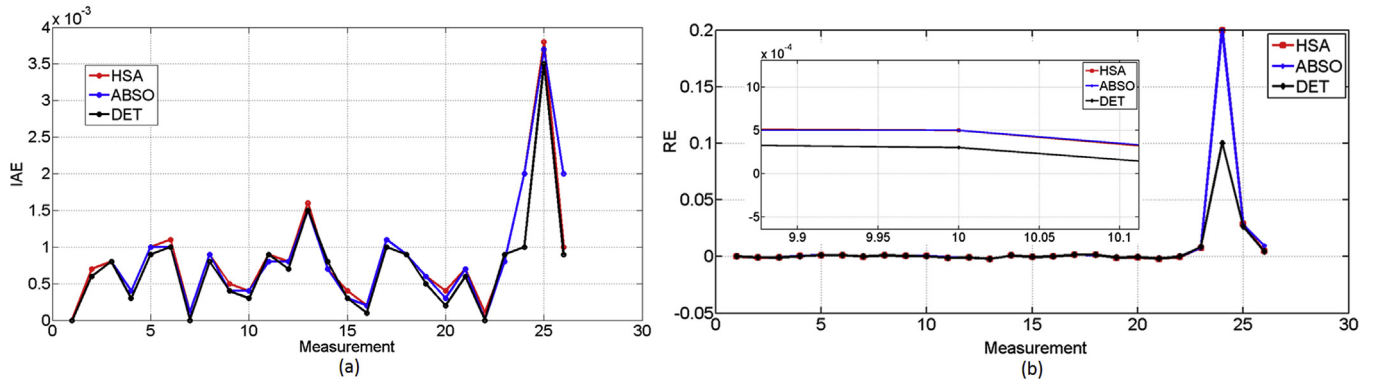 x 10⁻³
4
3.5
3
2.5
2
1.5
1
0.5
0
IAE
HSA
ABSO
DET
0 5 10 15 20 25 30
Measurement
(a)
0.2
0.15
0.1
0.05
0
-0.05
RE
HSA
ABSO
DET
x 10⁻⁴
10
5
0
-5
HSA
ABSO
DET
9.9 9.95 10 10.05 10.1
0 5 10 15 20 25 30
Measurement
(b)